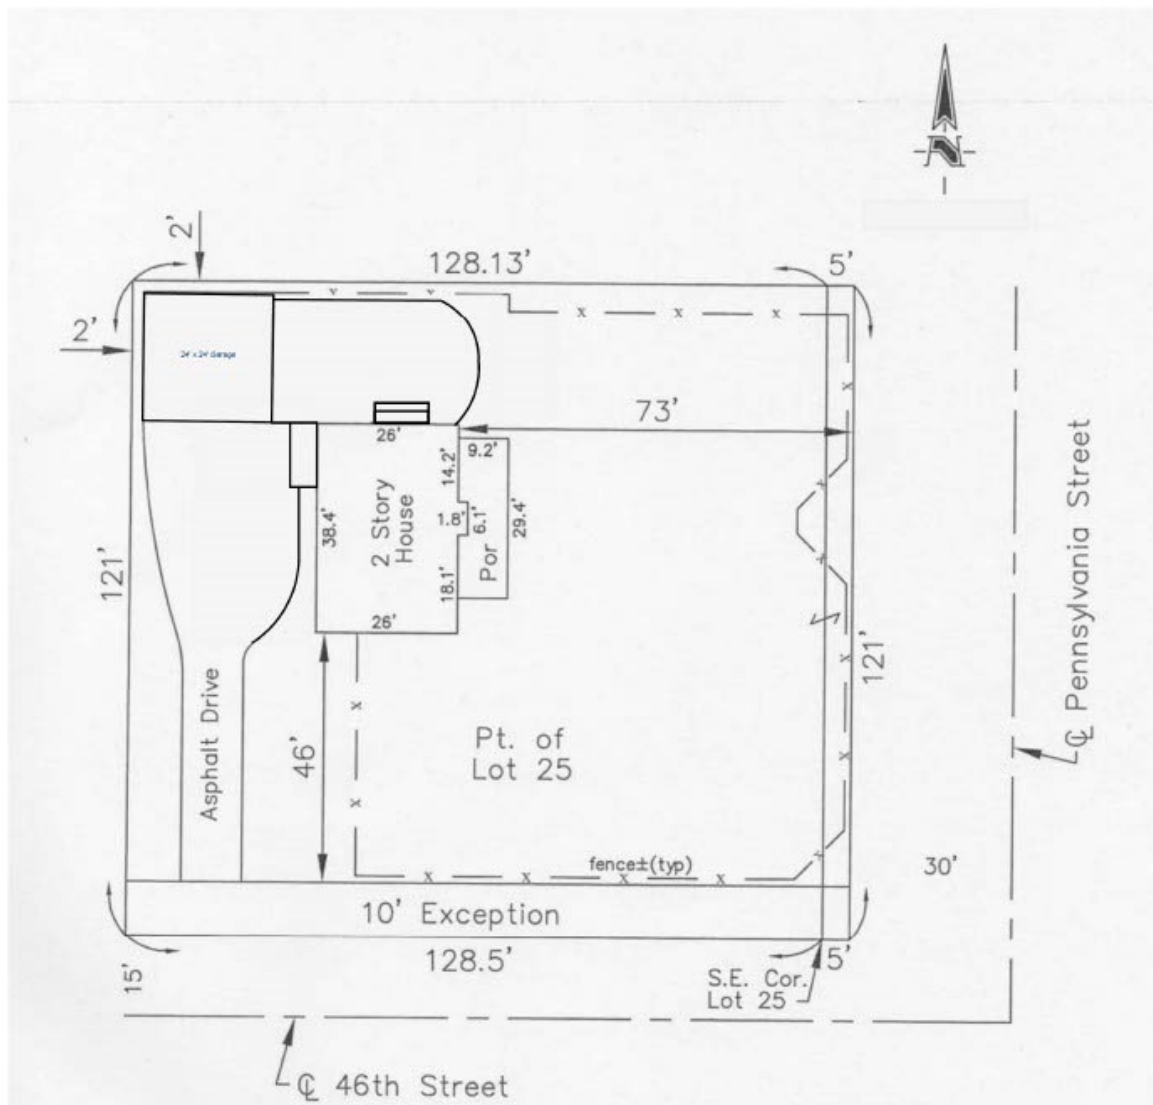 N
2'
128.13'
5'
2'
24' x 24' Garage
73'
26'
9.2'
14.2'
38.4'
2 Story
House
1.8'
6.1'
29.4'
Por
18.1'
26'
121'
121'
℄ Pennsylvania Street
Asphalt Drive
46'
Pt. of
Lot 25
fence±(typ)
30'
10' Exception
128.5'
5'
15'
S.E. Cor.
Lot 25
℄ 46th Street